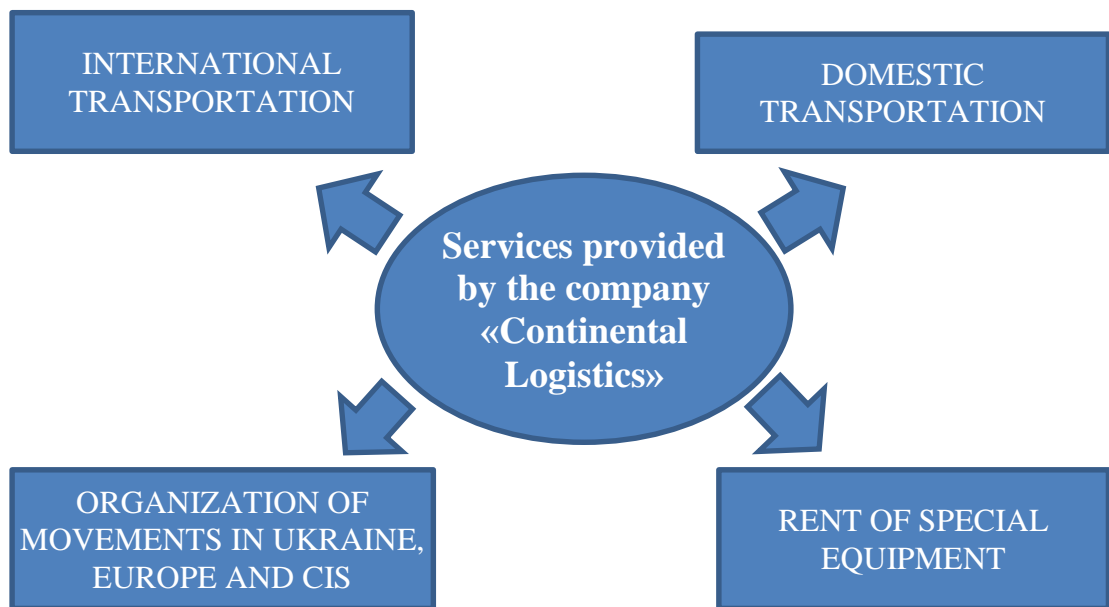 INTERNATIONAL
TRANSPORTATION
DOMESTIC
TRANSPORTATION
Services provided
by the company
«Continental
Logistics»
ORGANIZATION OF
MOVEMENTS IN UKRAINE,
EUROPE AND CIS
RENT OF SPECIAL
EQUIPMENT